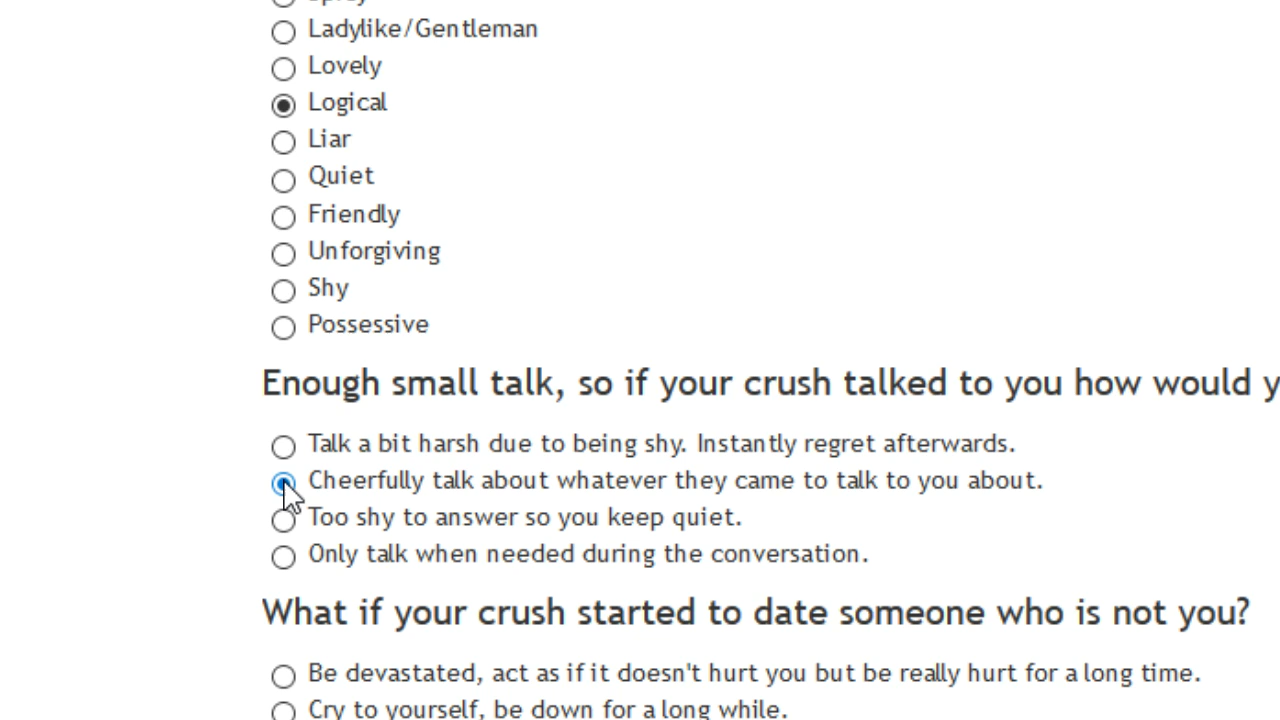 Ladylike/Gentleman
Lovely
Logical
Liar
Quiet
Friendly
Unforgiving
Shy
Possessive
Enough small talk, so if your crush talked to you how would
Talk a bit harsh due to being shy. Instantly regret afterwards.
Cheerfully talk about whatever they came to talk to you about.
Too shy to answer so you keep quiet.
Only talk when needed during the conversation.
What if your crush started to date someone who is not you?
Be devastated, act as if it doesn't hurt you but be really hurt for a long time.
Cry to yourself, be down for a long while.